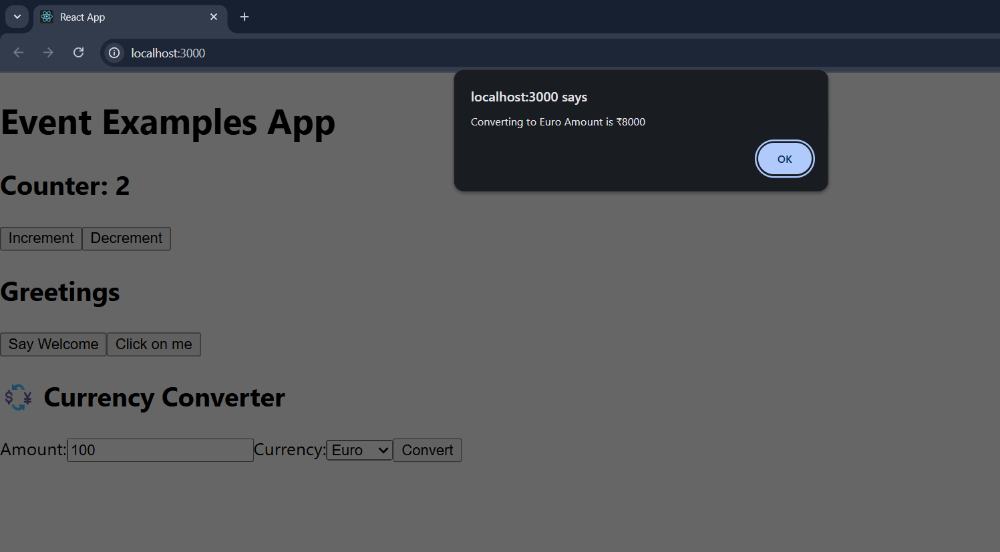 React App
localhost:3000
localhost:3000 says
Converting to Euro Amount is ₹8000
OK
Event Examples App
Counter: 2
Increment Decrement
Greetings
Say Welcome Click on me
$ ¥ Currency Converter
Amount: 100 Currency: Euro Convert